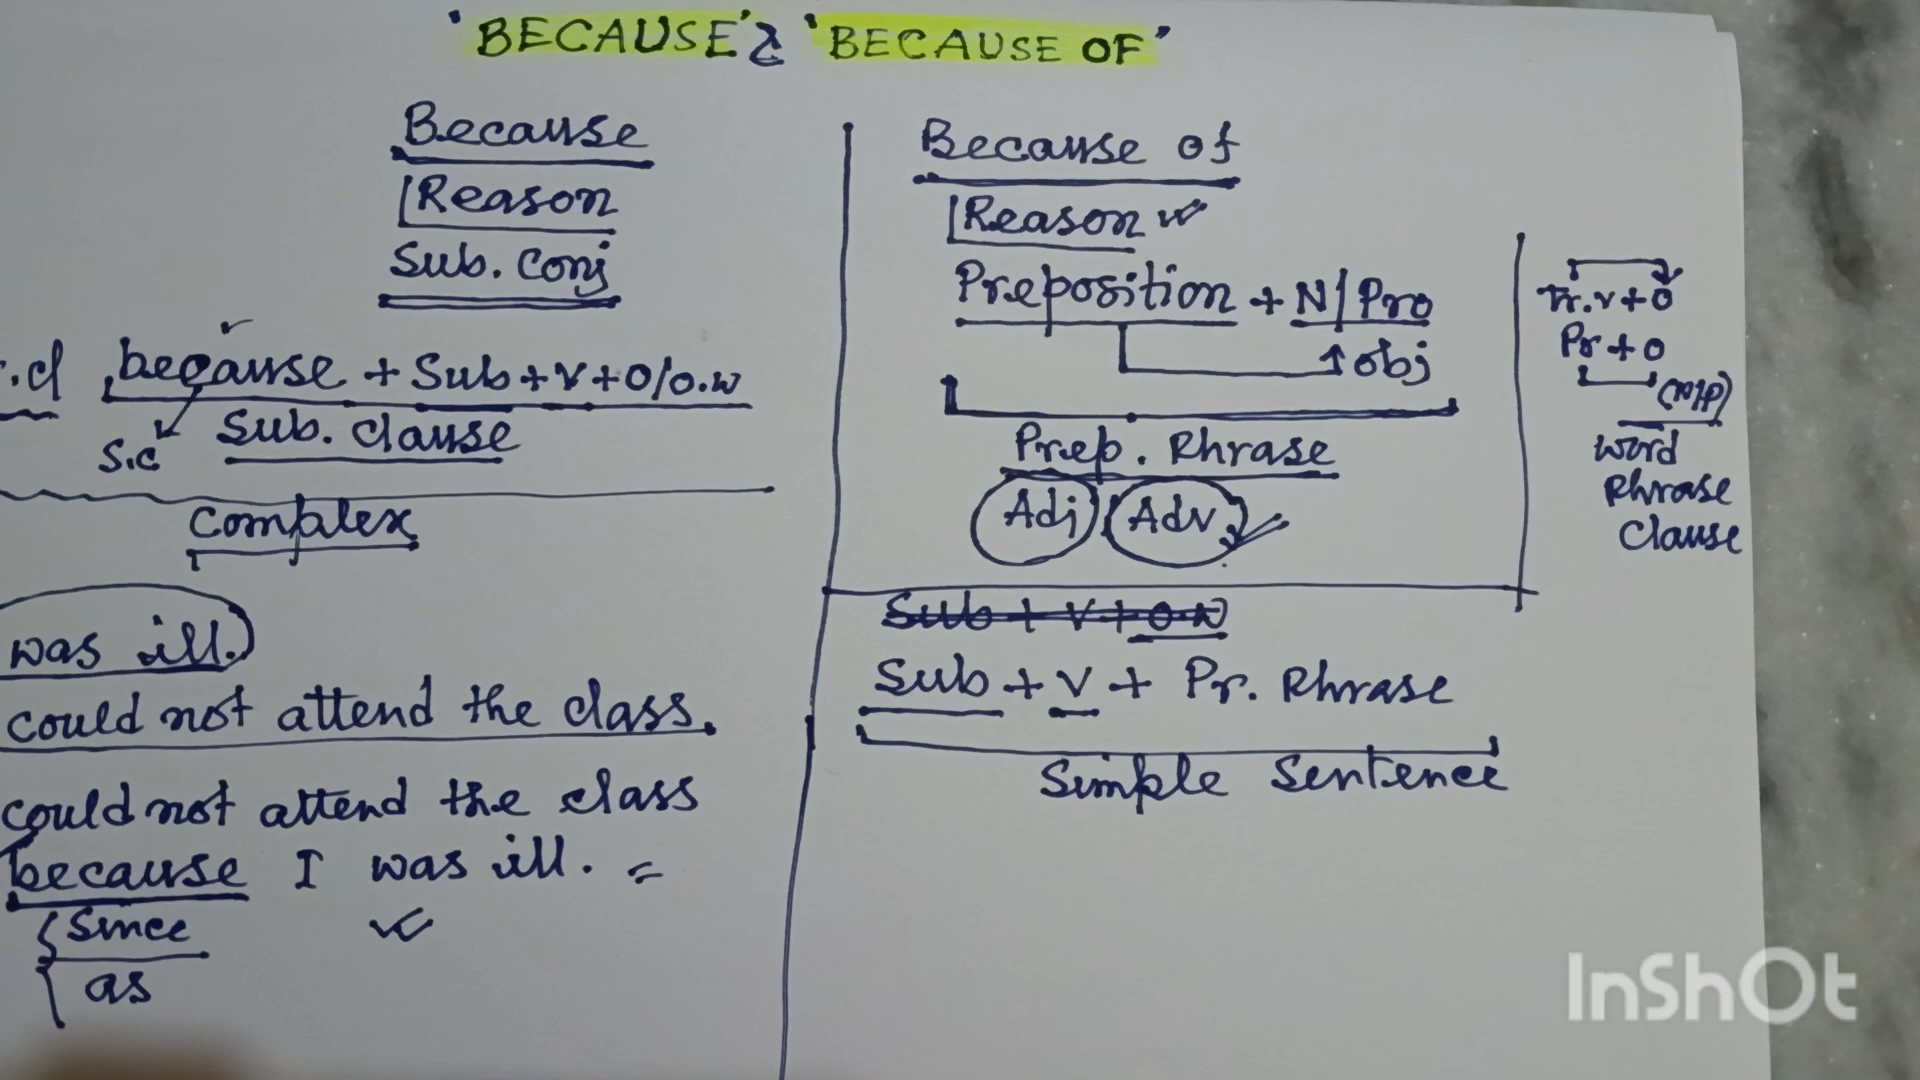 'BECAUSE' & 'BECAUSE OF'
Because
Reason
Sub. Conj
.cl because + Sub + V + O/O.W
S.C Sub. Clause
Complex
was ill.
could not attend the class.
could not attend the class
because I was ill. =
Since
as
Because of
Reason
Preposition + N/Pro
obj
Prep. Phrase
Adj/Adv
Sub + V + O.W
Sub + V + Pr. Phrase
Simple Sentence
Tr.V + O
Pr + O
(N/P)
Word
Phrase
Clause
InShOt